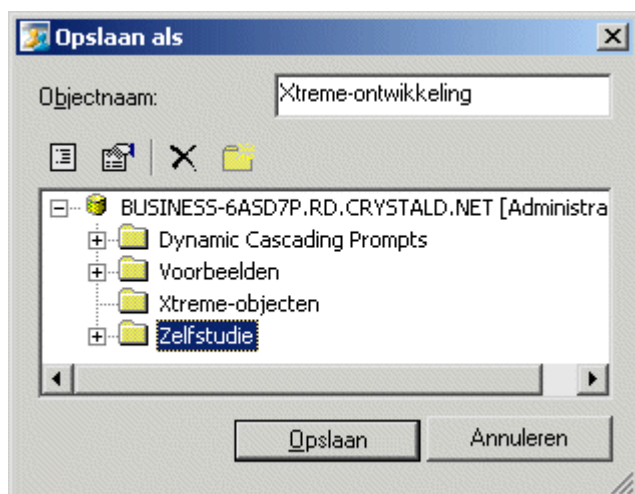 Opslaan als
Objectnaam: Xtreme-ontwikkeling
BUSINESS-6ASD7P.RD.CRYSTALD.NET [Administra
Dynamic Cascading Prompts
Voorbeelden
Xtreme-objecten
Zelfstudie
Opslaan Annuleren